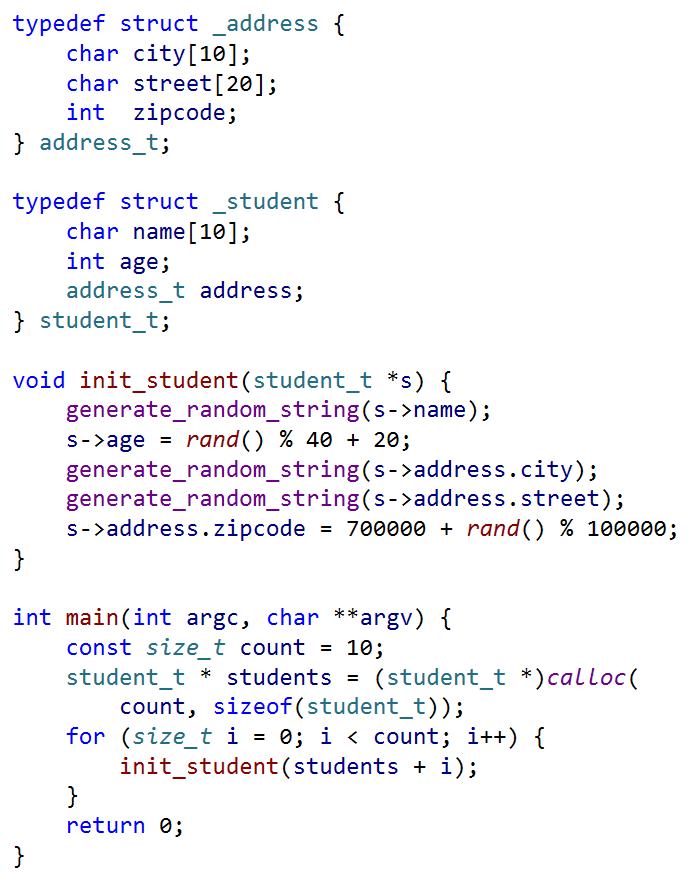 typedef struct _address {
    char city[10];
    char street[20];
    int  zipcode;
} address_t;

typedef struct _student {
    char name[10];
    int age;
    address_t address;
} student_t;

void init_student(student_t *s) {
    generate_random_string(s->name);
    s->age = rand() % 40 + 20;
    generate_random_string(s->address.city);
    generate_random_string(s->address.street);
    s->address.zipcode = 700000 + rand() % 100000;
}

int main(int argc, char **argv) {
    const size_t count = 10;
    student_t * students = (student_t *)calloc(
        count, sizeof(student_t));
    for (size_t i = 0; i < count; i++) {
        init_student(students + i);
    }
    return 0;
}